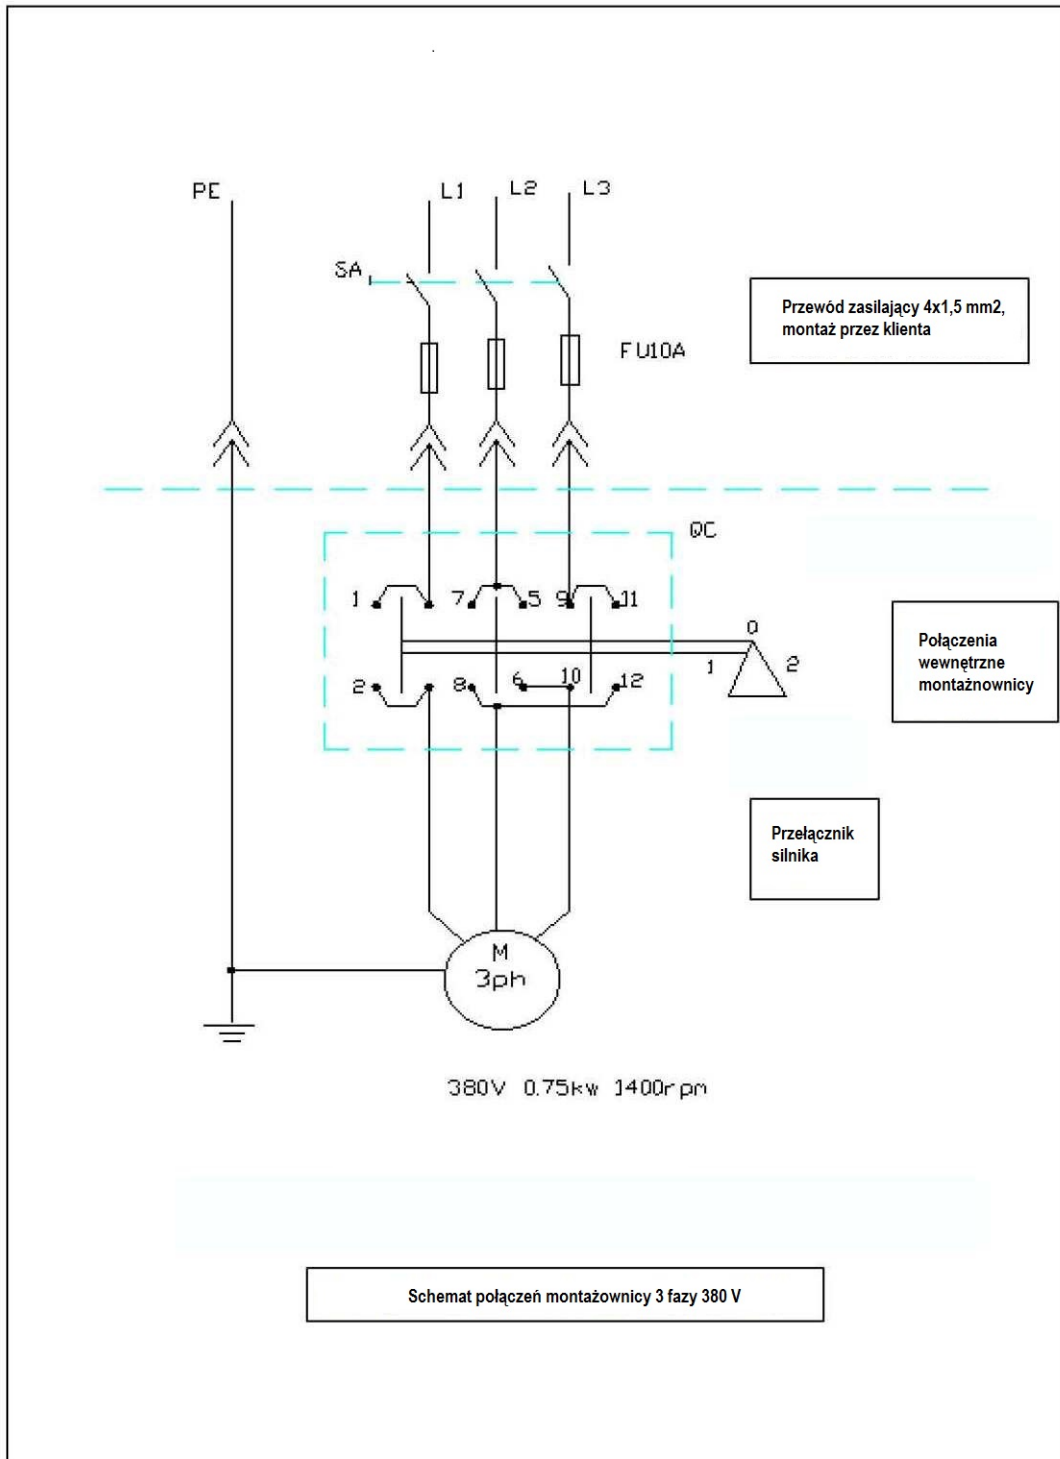 PE
L1
L2
L3
SA
Przewód zasilający 4x1,5 mm2,
montaż przez klienta
FU10A
QC
1
7
5
9
11
0
1
2
2
8
6
10
12
Połączenia
wewnętrzne
montażnownicy
Przełącznik
silnika
M
3ph
380V 0.75kw 1400rpm
Schemat połączeń montażownicy 3 fazy 380 V